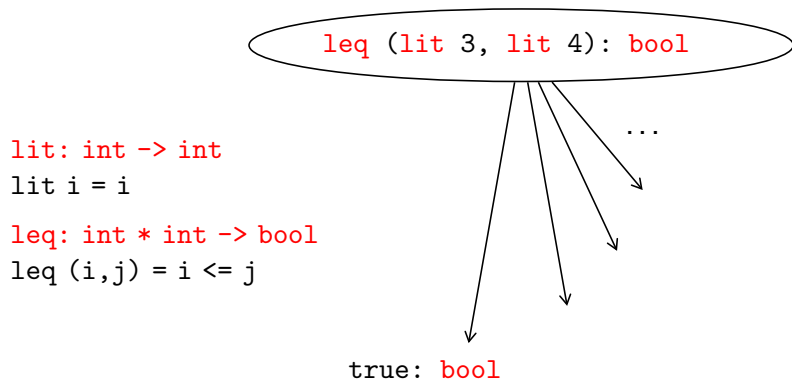 leq (lit 3, lit 4): bool
...
lit: int -> int
lit i = i
leq: int * int -> bool
leq (i,j) = i <= j
true: bool